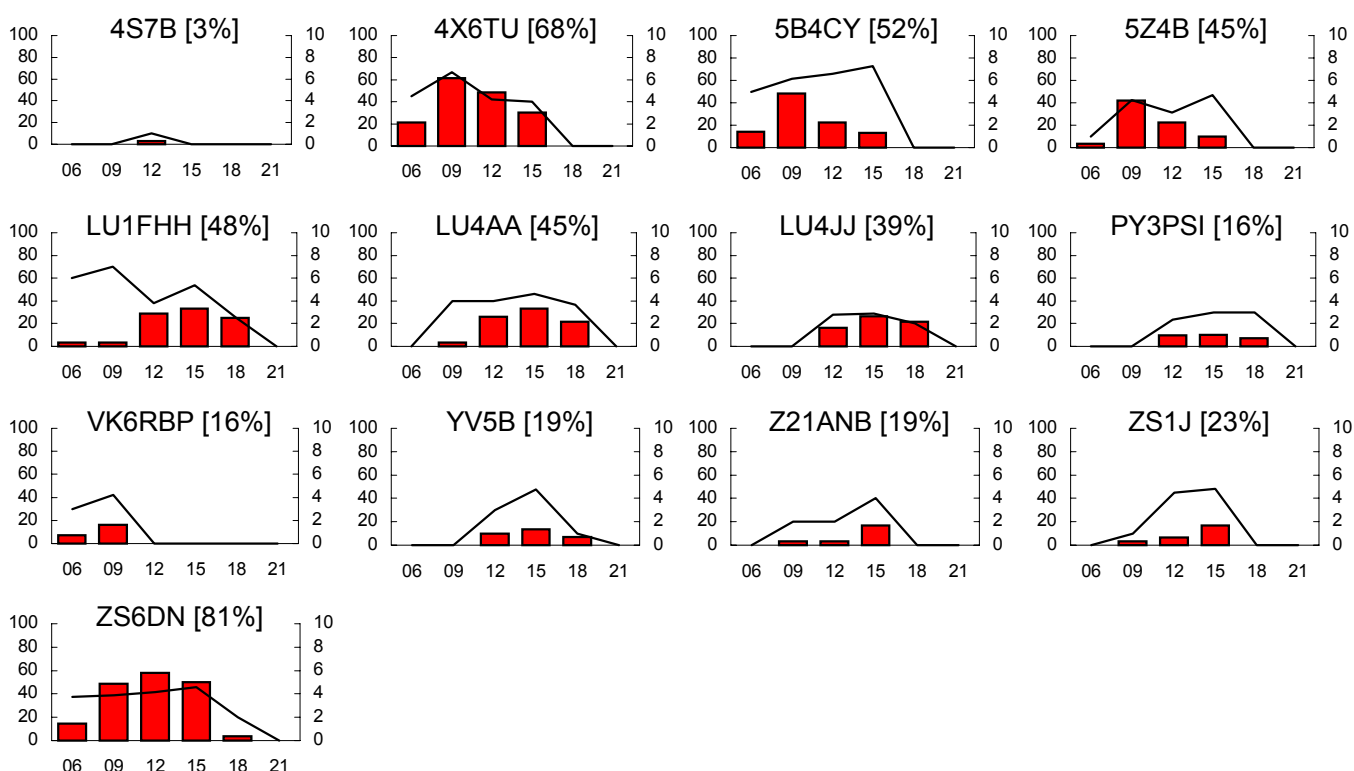 4S7B [3%] 4X6TU [68%] 5B4CY [52%] 5Z4B [45%]
100 10 100 10 100 10 100 10
80 8 80 8 80 8 80 8
60 6 60 6 60 6 60 6
40 4 40 4 40 4 40 4
20 2 20 2 20 2 20 2
0 0 0 0 0 0 0 0
06 09 12 15 18 21 06 09 12 15 18 21 06 09 12 15 18 21 06 09 12 15 18 21
LU1FHH [48%] LU4AA [45%] LU4JJ [39%] PY3PSI [16%]
100 10 100 10 100 10 100 10
80 8 80 8 80 8 80 8
60 6 60 6 60 6 60 6
40 4 40 4 40 4 40 4
20 2 20 2 20 2 20 2
0 0 0 0 0 0 0 0
06 09 12 15 18 21 06 09 12 15 18 21 06 09 12 15 18 21 06 09 12 15 18 21
VK6RBP [16%] YV5B [19%] Z21ANB [19%] ZS1J [23%]
100 10 100 10 100 10 100 10
80 8 80 8 80 8 80 8
60 6 60 6 60 6 60 6
40 4 40 4 40 4 40 4
20 2 20 2 20 2 20 2
0 0 0 0 0 0 0 0
06 09 12 15 18 21 06 09 12 15 18 21 06 09 12 15 18 21 06 09 12 15 18 21
ZS6DN [81%]
100 10
80 8
60 6
40 4
20 2
0 0
06 09 12 15 18 21